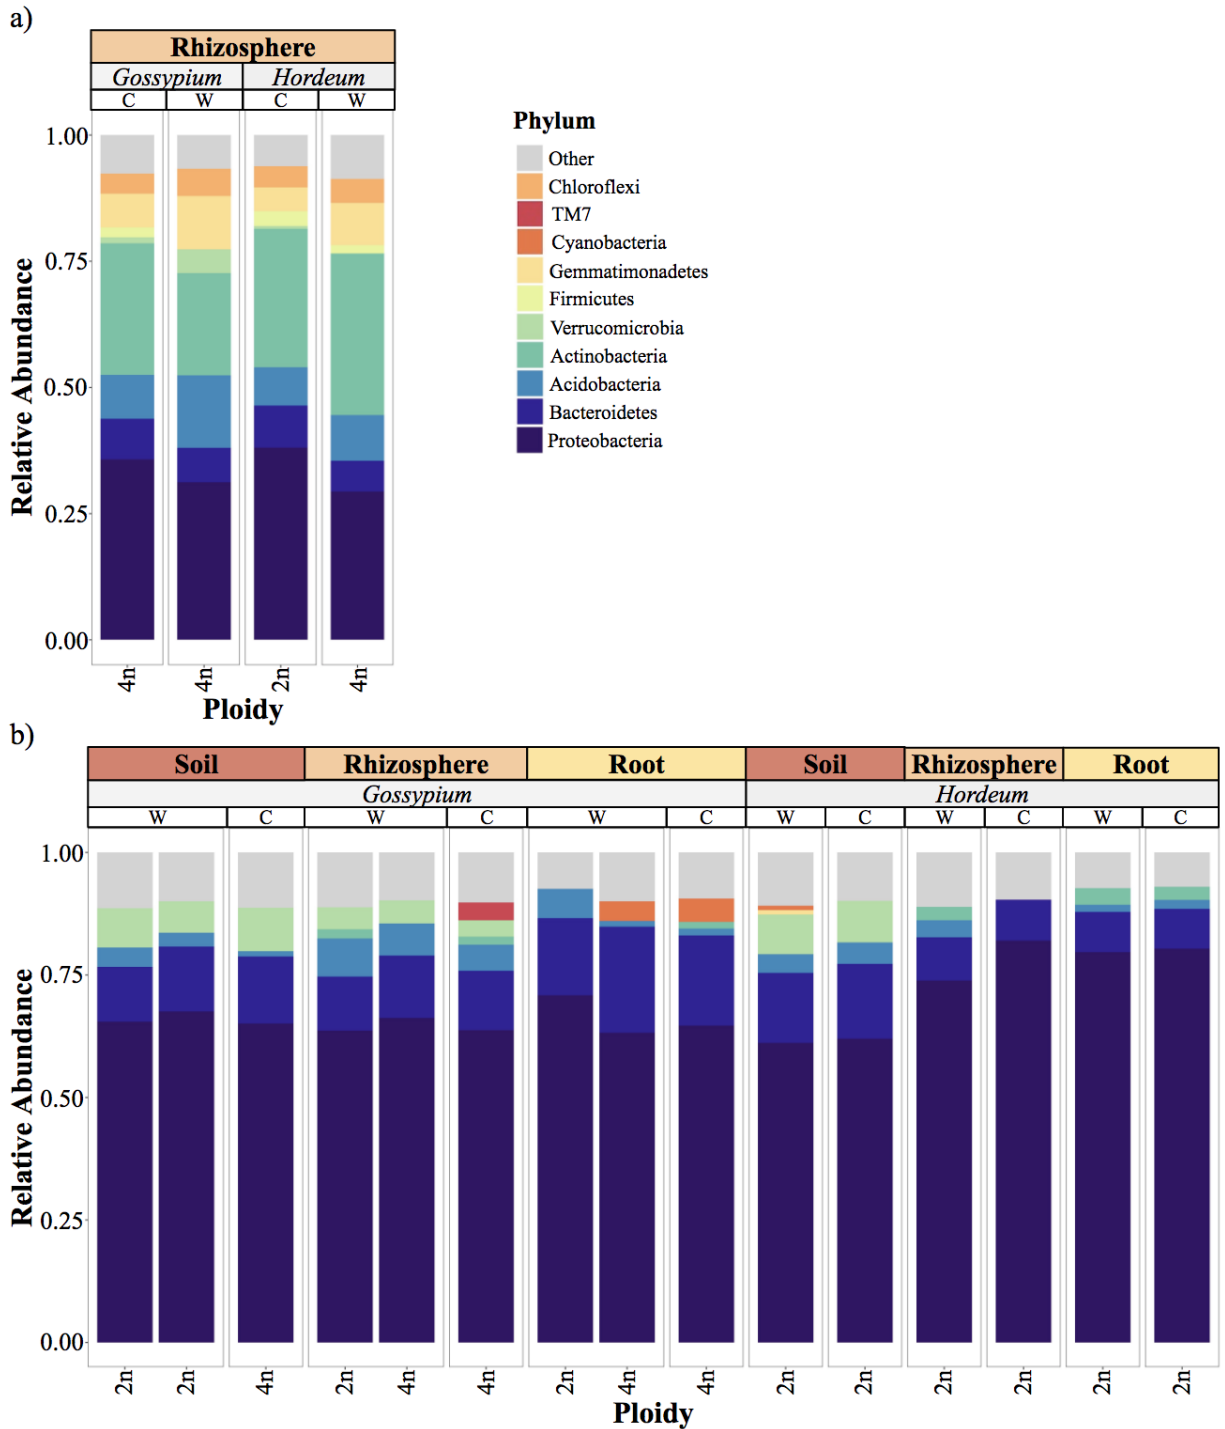 a)
Rhizosphere
Gossypium Hordeum
C W C W
Relative Abundance
1.00
0.75
0.50
0.25
0.00
4n 4n 2n 4n
Ploidy
Phylum
Other
Chloroflexi
TM7
Cyanobacteria
Gemmatimonadetes
Firmicutes
Verrucomicrobia
Actinobacteria
Acidobacteria
Bacteroidetes
Proteobacteria
b)
Soil Rhizosphere Root Soil Rhizosphere Root
Gossypium Hordeum
W C W C W C W C W C W C
Relative Abundance
1.00
0.75
0.50
0.25
0.00
2n 2n 4n 2n 4n 4n 2n 4n 4n 2n 2n 2n 2n 2n 2n
Ploidy